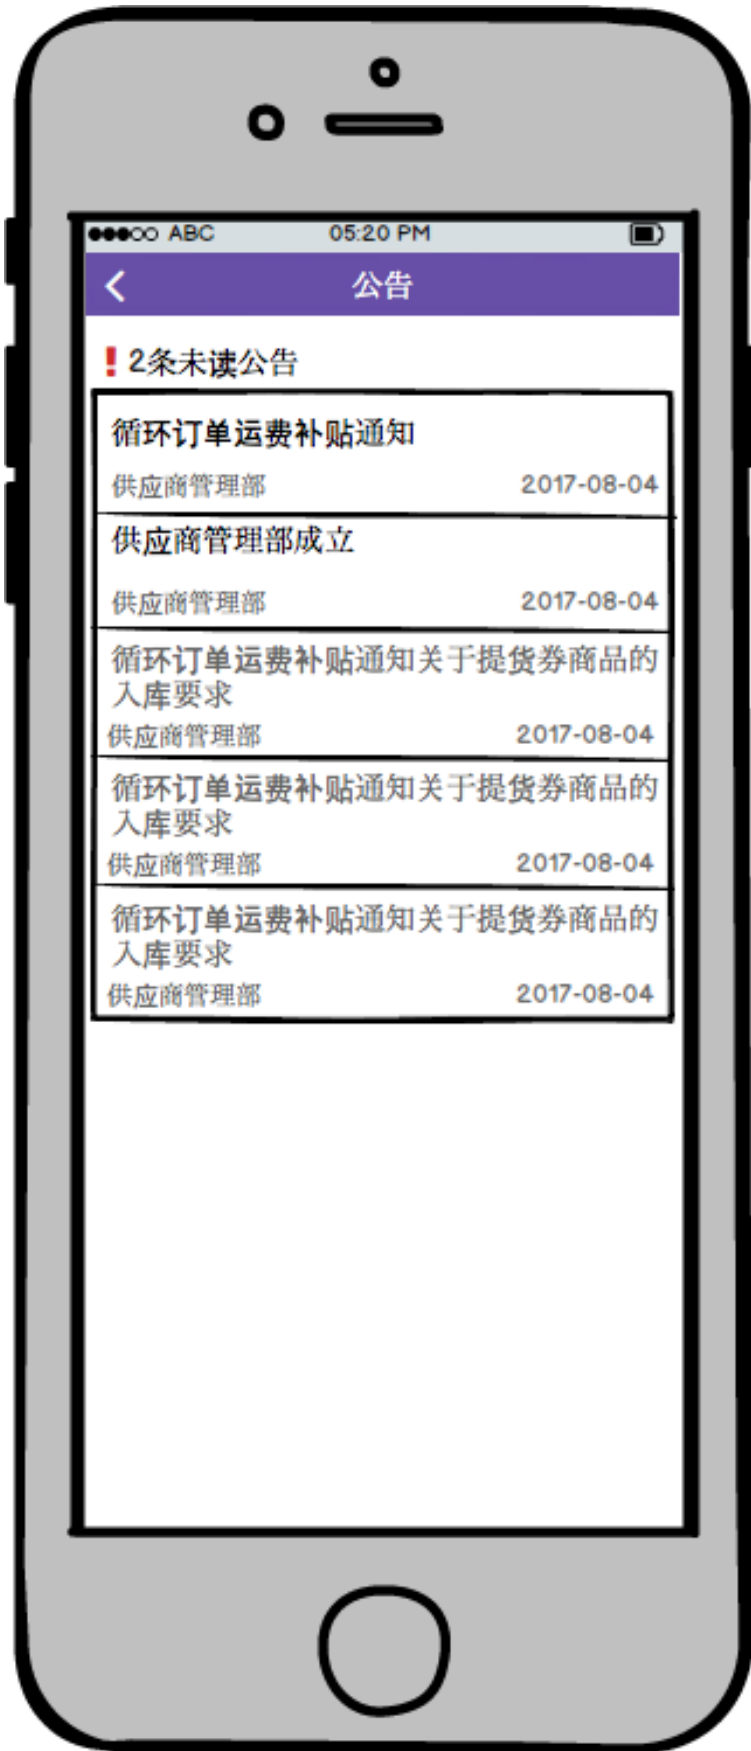 ABC 05:20 PM
公告
2条未读公告
循环订单运费补贴通知
供应商管理部 2017-08-04
供应商管理部成立
供应商管理部 2017-08-04
循环订单运费补贴通知关于提货券商品的
入库要求
供应商管理部 2017-08-04
循环订单运费补贴通知关于提货券商品的
入库要求
供应商管理部 2017-08-04
循环订单运费补贴通知关于提货券商品的
入库要求
供应商管理部 2017-08-04